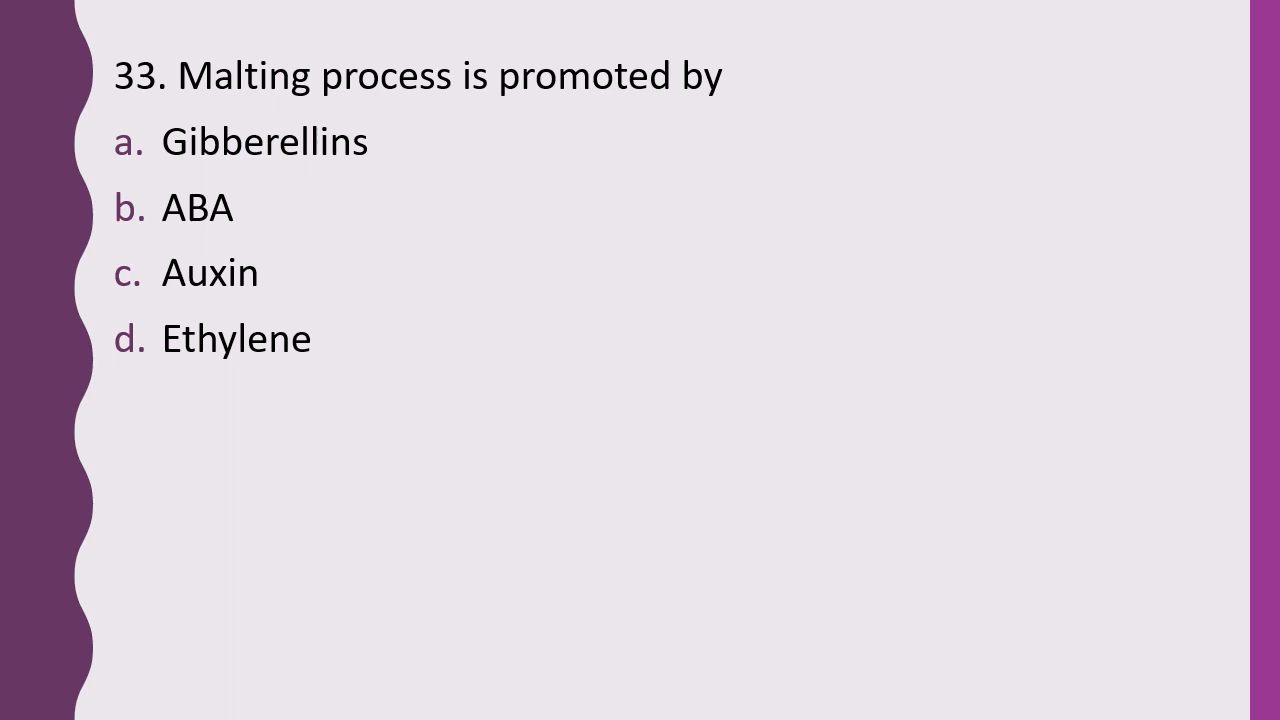 33. Malting process is promoted by
a. Gibberellins
b. ABA
c. Auxin
d. Ethylene